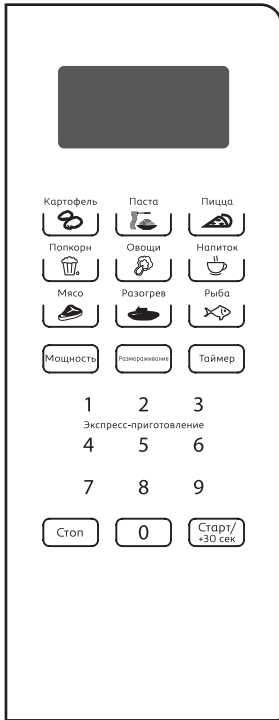 Картофель Паста Пицца
Попкорн Овощи Напиток
Мясо Разогрев Рыба
Мощность Размораживание Таймер
1 2 3
Экспресс-приготовление
4 5 6
7 8 9
Стоп 0 Старт/
+30 сек